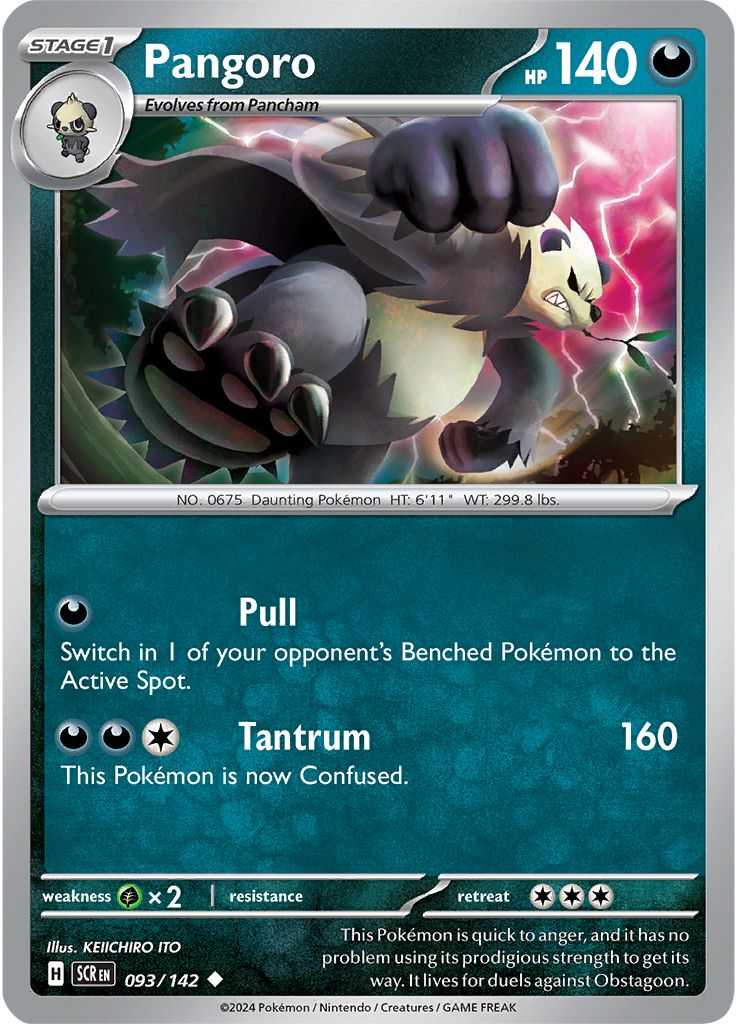 STAGE1
Pangoro
HP 140
Evolves from Pancham
NO. 0675 Daunting Pokémon HT: 6'11" WT: 299.8 lbs.
Pull
Switch in 1 of your opponent's Benched Pokémon to the
Active Spot.
Tantrum 160
This Pokémon is now Confused.
weakness ×2 resistance retreat
Illus. KEIICHIRO ITO
This Pokémon is quick to anger, and it has no
problem using its prodigious strength to get its
way. It lives for duels against Obstagoon.
H SCR EN 093/142
©2024 Pokémon / Nintendo / Creatures / GAME FREAK